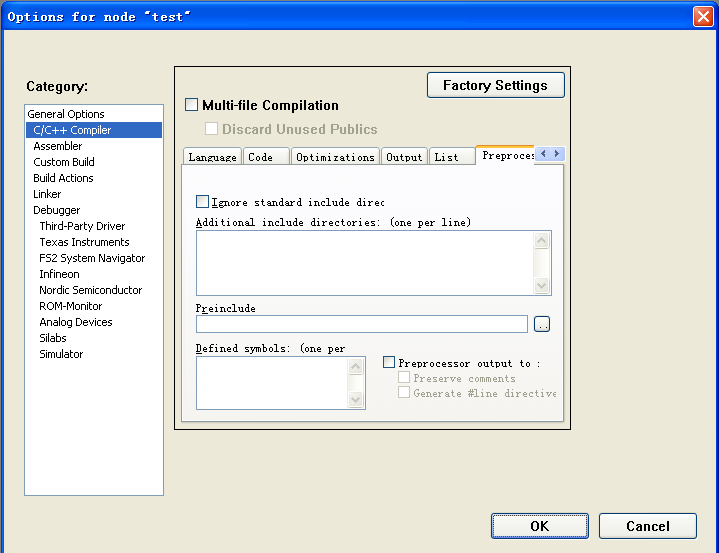 Options for node "test"
Category:
General Options
C/C++ Compiler
Assembler
Custom Build
Build Actions
Linker
Debugger
Third-Party Driver
Texas Instruments
FS2 System Navigator
Infineon
Nordic Semiconductor
ROM-Monitor
Analog Devices
Silabs
Simulator
Factory Settings
Multi-file Compilation
Discard Unused Publics
Language Code Optimizations Output List Preproces
Ignore standard include direc
Additional include directories: (one per line)
Preinclude
..
Defined symbols: (one per
Preprocessor output to :
Preserve comments
Generate #line directive
OK Cancel